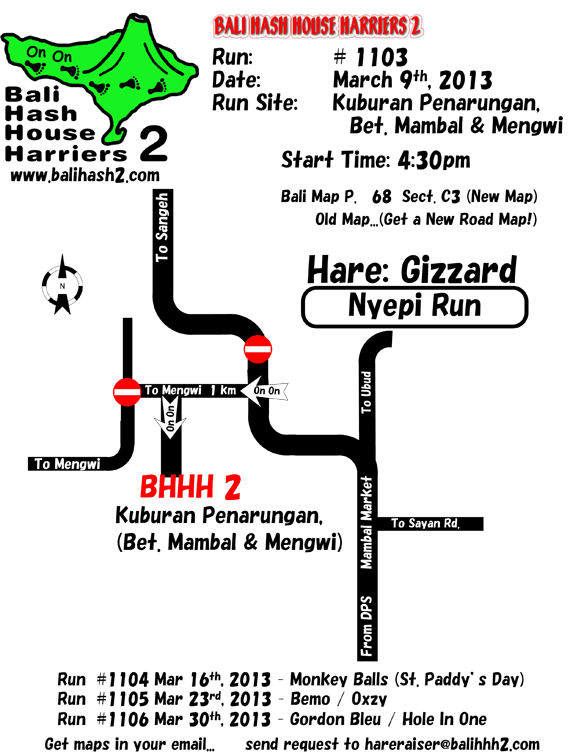 On On
Bali
Hash
House
Harriers 2
www.balihash2.com
BALI HASH HOUSE HARRIERS 2
Run: # 1103
Date: March 9th, 2013
Run Site: Kuburan Penarungan,
Bet. Mambal & Mengwi
Start Time: 4:30pm
Bali Map P. 68 Sect. C3 (New Map)
Old Map...(Get a New Road Map!)
Hare: Gizzard
Nyepi Run
To Sangeh
N
To Ubud
To Mengwi 1 km
On On
On On
To Mengwi
BHHH 2
Kuburan Penarungan,
(Bet. Mambal & Mengwi)
Mambal Market
To Sayan Rd.
From DPS
Run #1104 Mar 16th, 2013 - Monkey Balls (St. Paddy's Day)
Run #1105 Mar 23rd, 2013 - Bemo / Oxzy
Run #1106 Mar 30th, 2013 - Gordon Bleu / Hole In One
Get maps in your email... send request to hareraiser@balihhh2.com